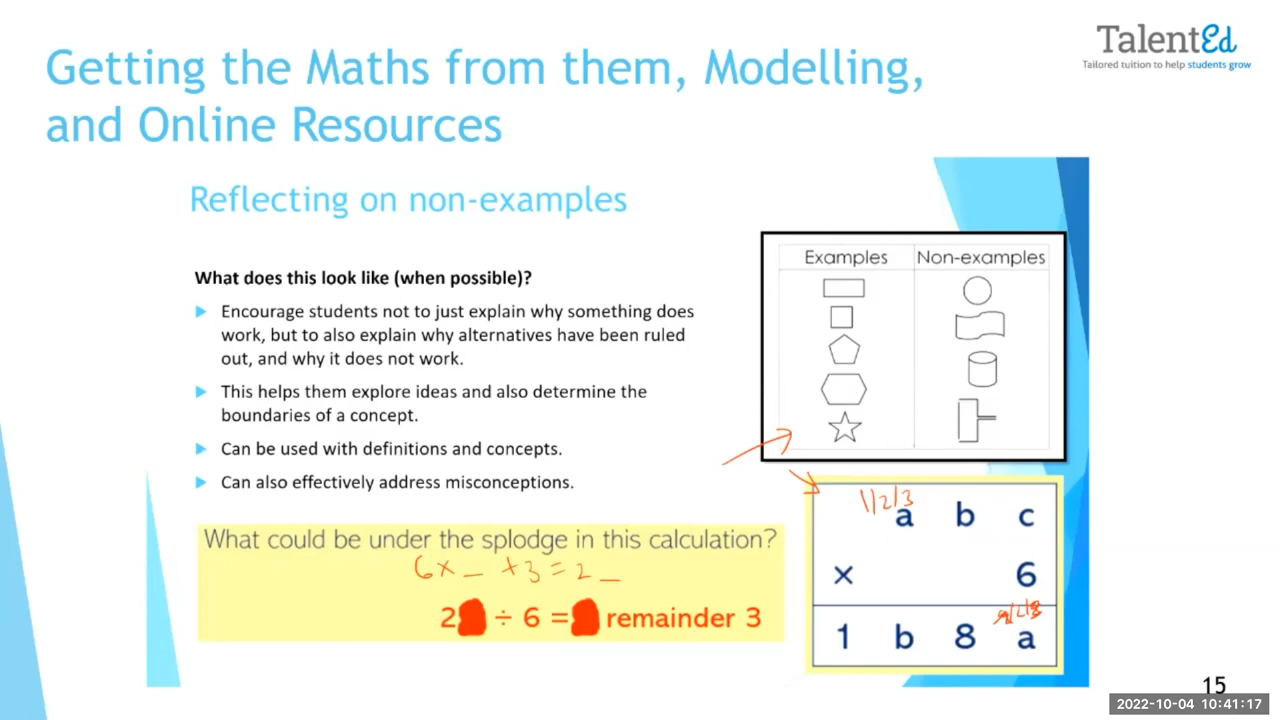 TalentEd
Tailored tuition to help students grow
Getting the Maths from them, Modelling,
and Online Resources
Reflecting on non-examples
What does this look like (when possible)?
Encourage students not to just explain why something does
work, but to also explain why alternatives have been ruled
out, and why it does not work.
This helps them explore ideas and also determine the
boundaries of a concept.
Can be used with definitions and concepts.
Can also effectively address misconceptions.
Examples Non-examples
What could be under the splodge in this calculation?
6 × _ + 3 = 2 _
2 ÷ 6 = remainder 3
1/2/3
a b c
× 6
1 b 8 a
15
2022-10-04 10:41:17